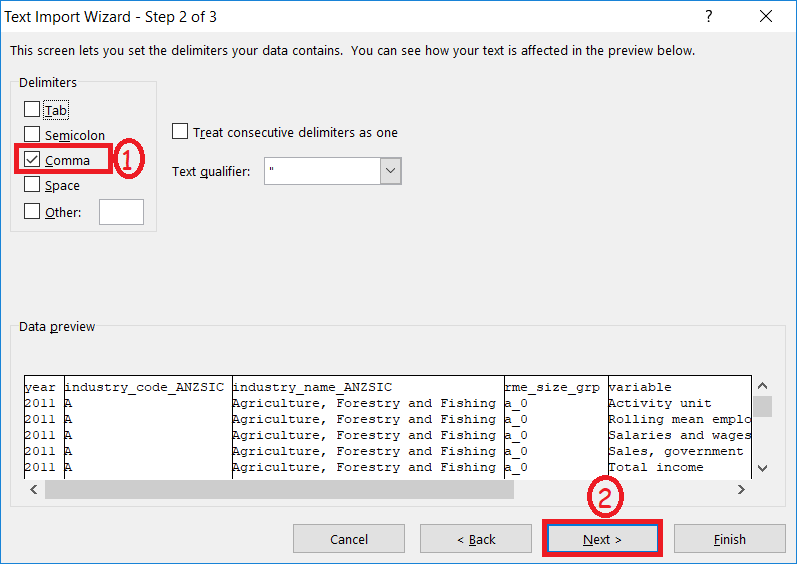 Text Import Wizard - Step 2 of 3 ?
This screen lets you set the delimiters your data contains. You can see how your text is affected in the preview below.
Delimiters
Tab
Semicolon
Comma 1
Space
Other:
Treat consecutive delimiters as one
Text qualifier: "
Data preview
year industry_code_ANZSIC industry_name_ANZSIC rme_size_grp variable
2011 A Agriculture, Forestry and Fishing a_0 Activity unit
2011 A Agriculture, Forestry and Fishing a_0 Rolling mean emplo
2011 A Agriculture, Forestry and Fishing a_0 Salaries and wages
2011 A Agriculture, Forestry and Fishing a_0 Sales, government
2011 A Agriculture, Forestry and Fishing a_0 Total income
2
Cancel < Back Next > Finish